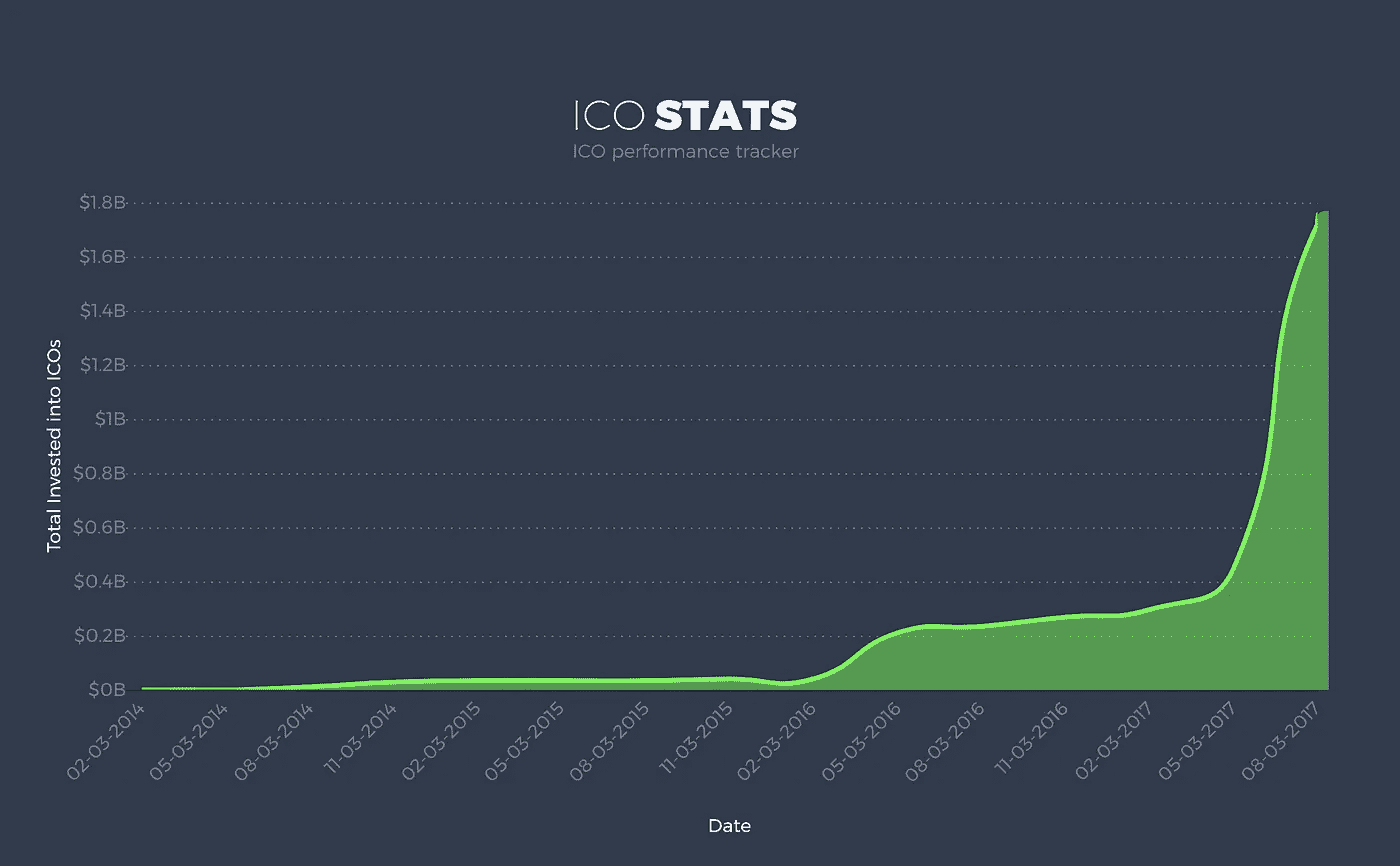 ICO STATS
ICO performance tracker
$1.8B
$1.6B
$1.4B
$1.2B
$1B
$0.8B
$0.6B
$0.4B
$0.2B
$0B
Total Invested into ICOs
02-03-2014
05-03-2014
08-03-2014
11-03-2014
02-03-2015
05-03-2015
08-03-2015
11-03-2015
02-03-2016
05-03-2016
08-03-2016
11-03-2016
02-03-2017
05-03-2017
08-03-2017
Date